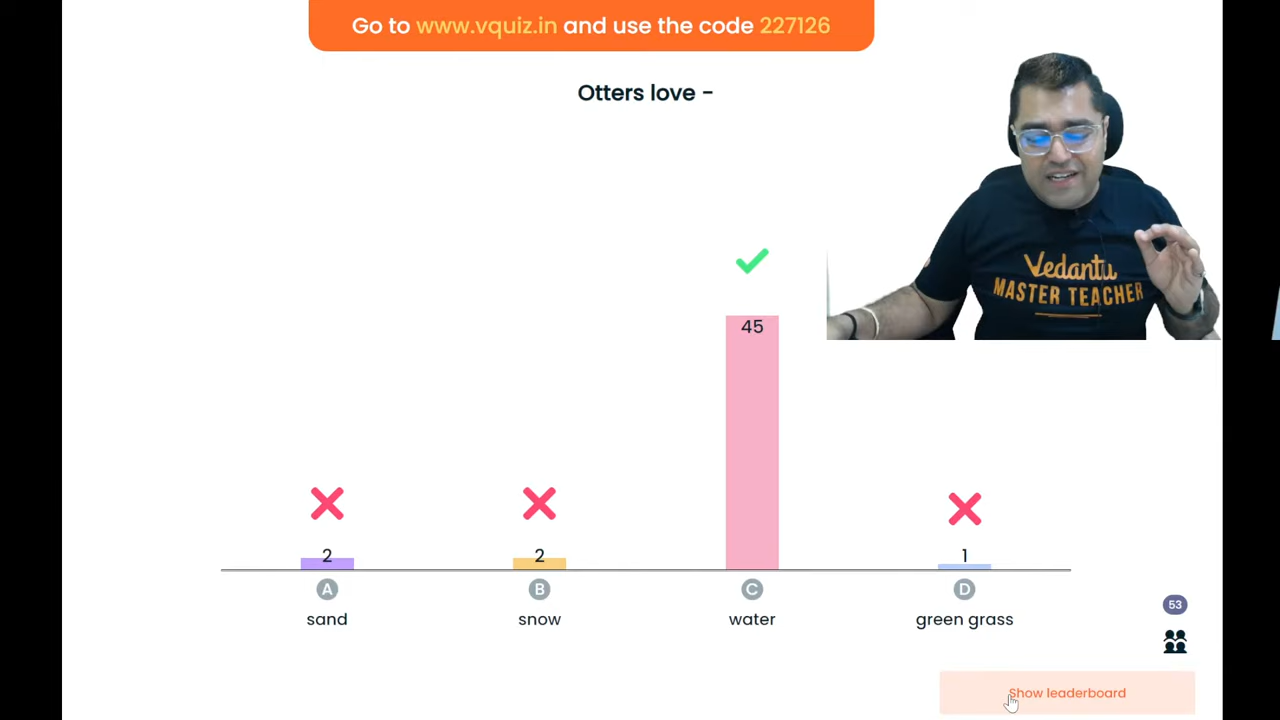 Go to www.vquiz.in and use the code 227126
Otters love -
Vedantu
MASTER TEACHER
45
2
2
1
A
B
C
D
sand
snow
water
green grass
53
Show leaderboard